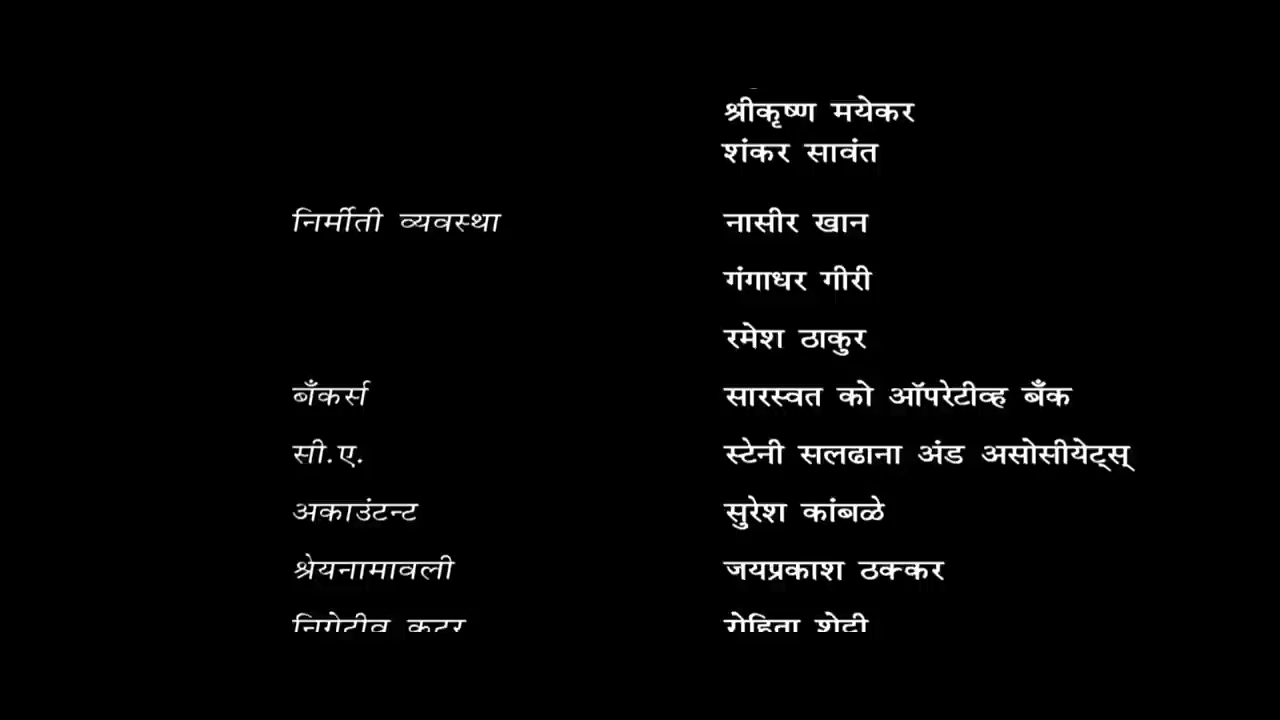 श्रीकृष्ण मयेकर
शंकर सावंत
निर्मीती व्यवस्था नासीर खान
गंगाधर गीरी
रमेश ठाकुर
बँकर्स सारस्वत को ऑपरेटीव्ह बँक
सी.ए. स्टेनी सलढाना अंड असोसीयेट्स्
अकाउंटन्ट सुरेश कांबळे
श्रेयनामावली जयप्रकाश ठक्कर
निगेटीव कटर